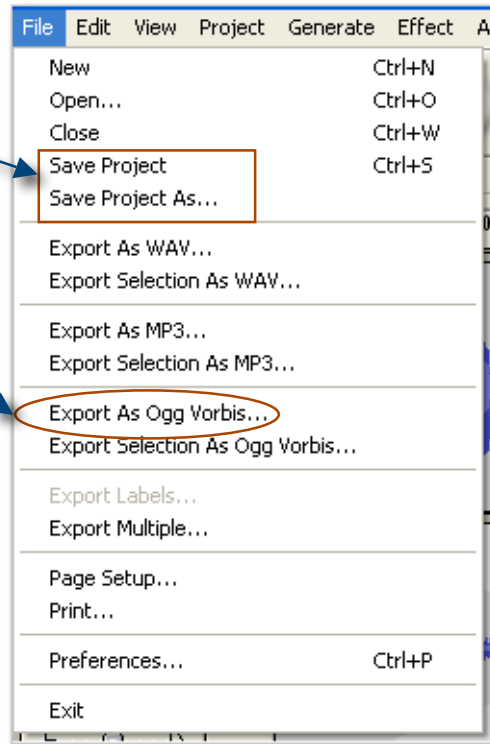 File Edit View Project Generate Effect A
New Ctrl+N
Open... Ctrl+O
Close Ctrl+W
Save Project Ctrl+S
Save Project As...
Export As WAV...
Export Selection As WAV...
Export As MP3...
Export Selection As MP3...
Export As Ogg Vorbis...
Export Selection As Ogg Vorbis...
Export Labels...
Export Multiple...
Page Setup...
Print...
Preferences... Ctrl+P
Exit